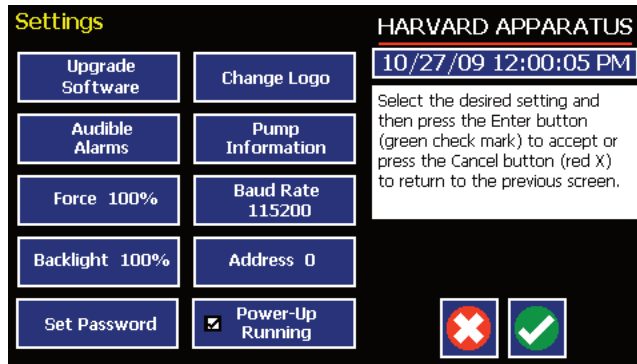 Settings
HARVARD APPARATUS
10/27/09 12:00:05 PM
Upgrade
Software
Change Logo
Audible
Alarms
Pump
Information
Force 100%
Baud Rate
115200
Backlight 100%
Address 0
Set Password
Power-Up
Running
Select the desired setting and
then press the Enter button
(green check mark) to accept or
press the Cancel button (red X)
to return to the previous screen.